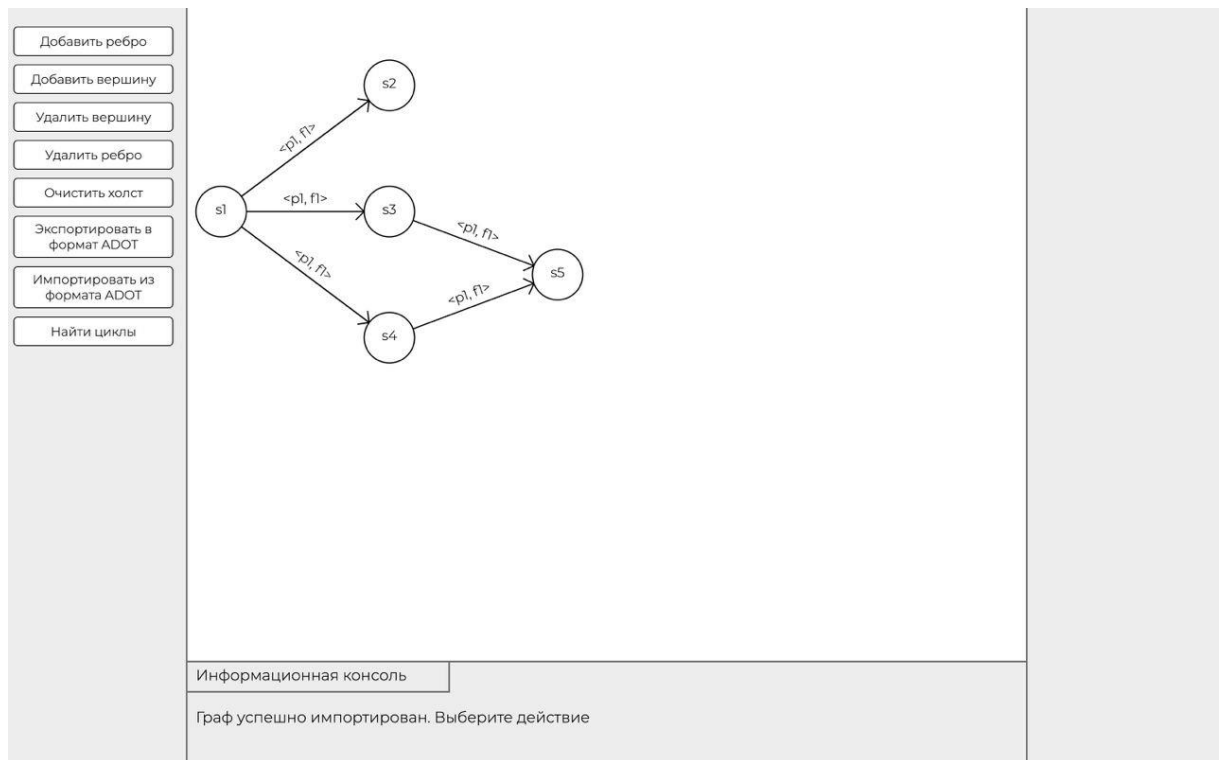 Добавить ребро
Добавить вершину
Удалить вершину
Удалить ребро
Очистить холст
Экспортировать в
формат ADOT
Импортировать из
формата ADOT
Найти циклы
s2
<p1, f1>
s1
<p1, f1>
s3
<p1, f1>
<p1, f1>
s5
<p1, f1>
s4
Информационная консоль
Граф успешно импортирован. Выберите действие